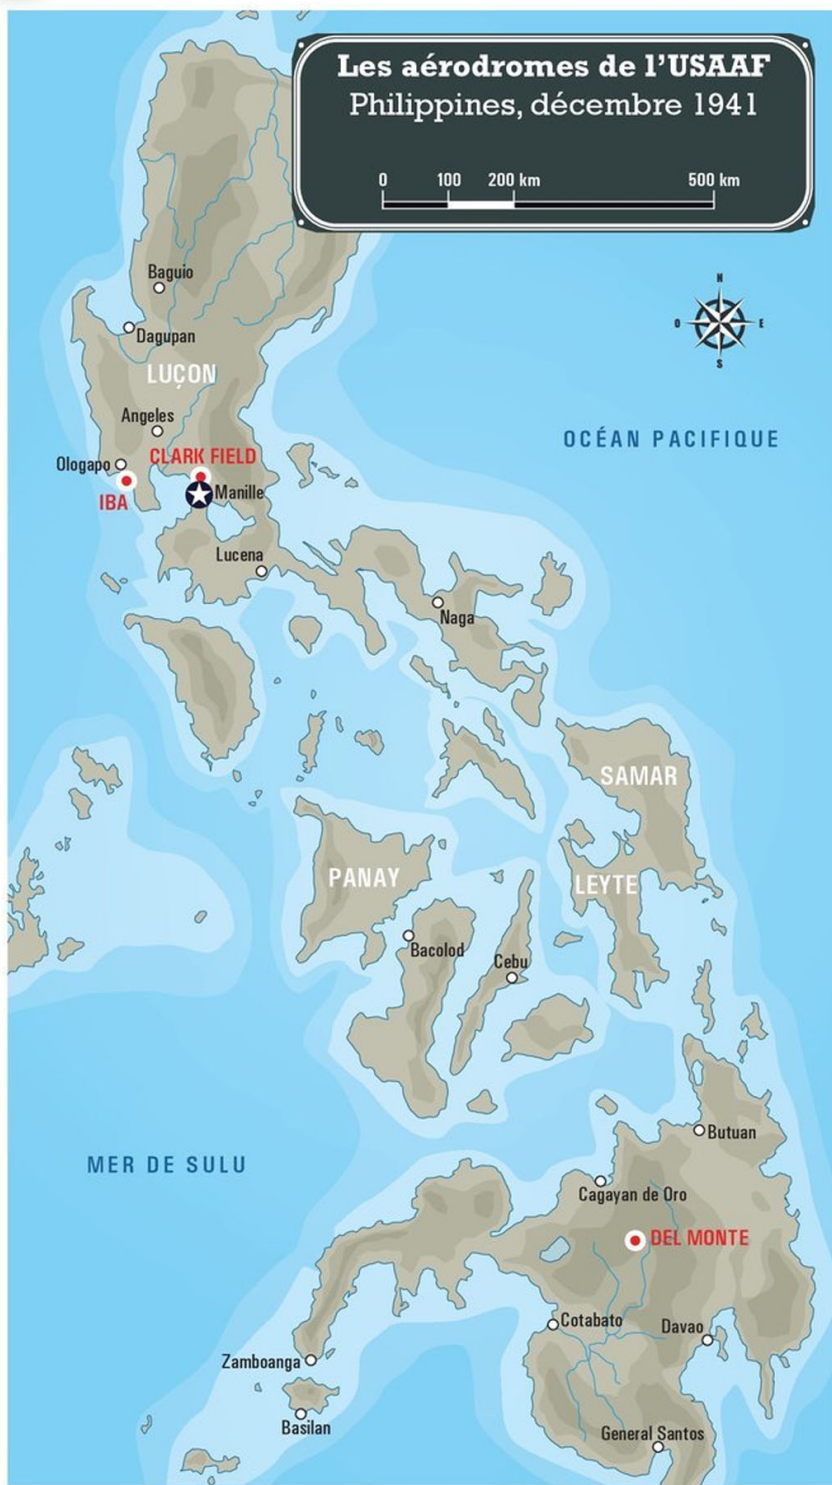 Les aérodromes de l'USAAF
Philippines, décembre 1941
0 100 200 km 500 km
N
O E
S
Baguio
Dagupan
LUÇON
OCÉAN PACIFIQUE
Angeles
CLARK FIELD
Ologapo
Manille
IBA
Lucena
Naga
SAMAR
PANAY
LEYTE
Bacolod
Cebu
Butuan
MER DE SULU
Cagayan de Oro
DEL MONTE
Cotabato
Davao
Zamboanga
Basilan
General Santos